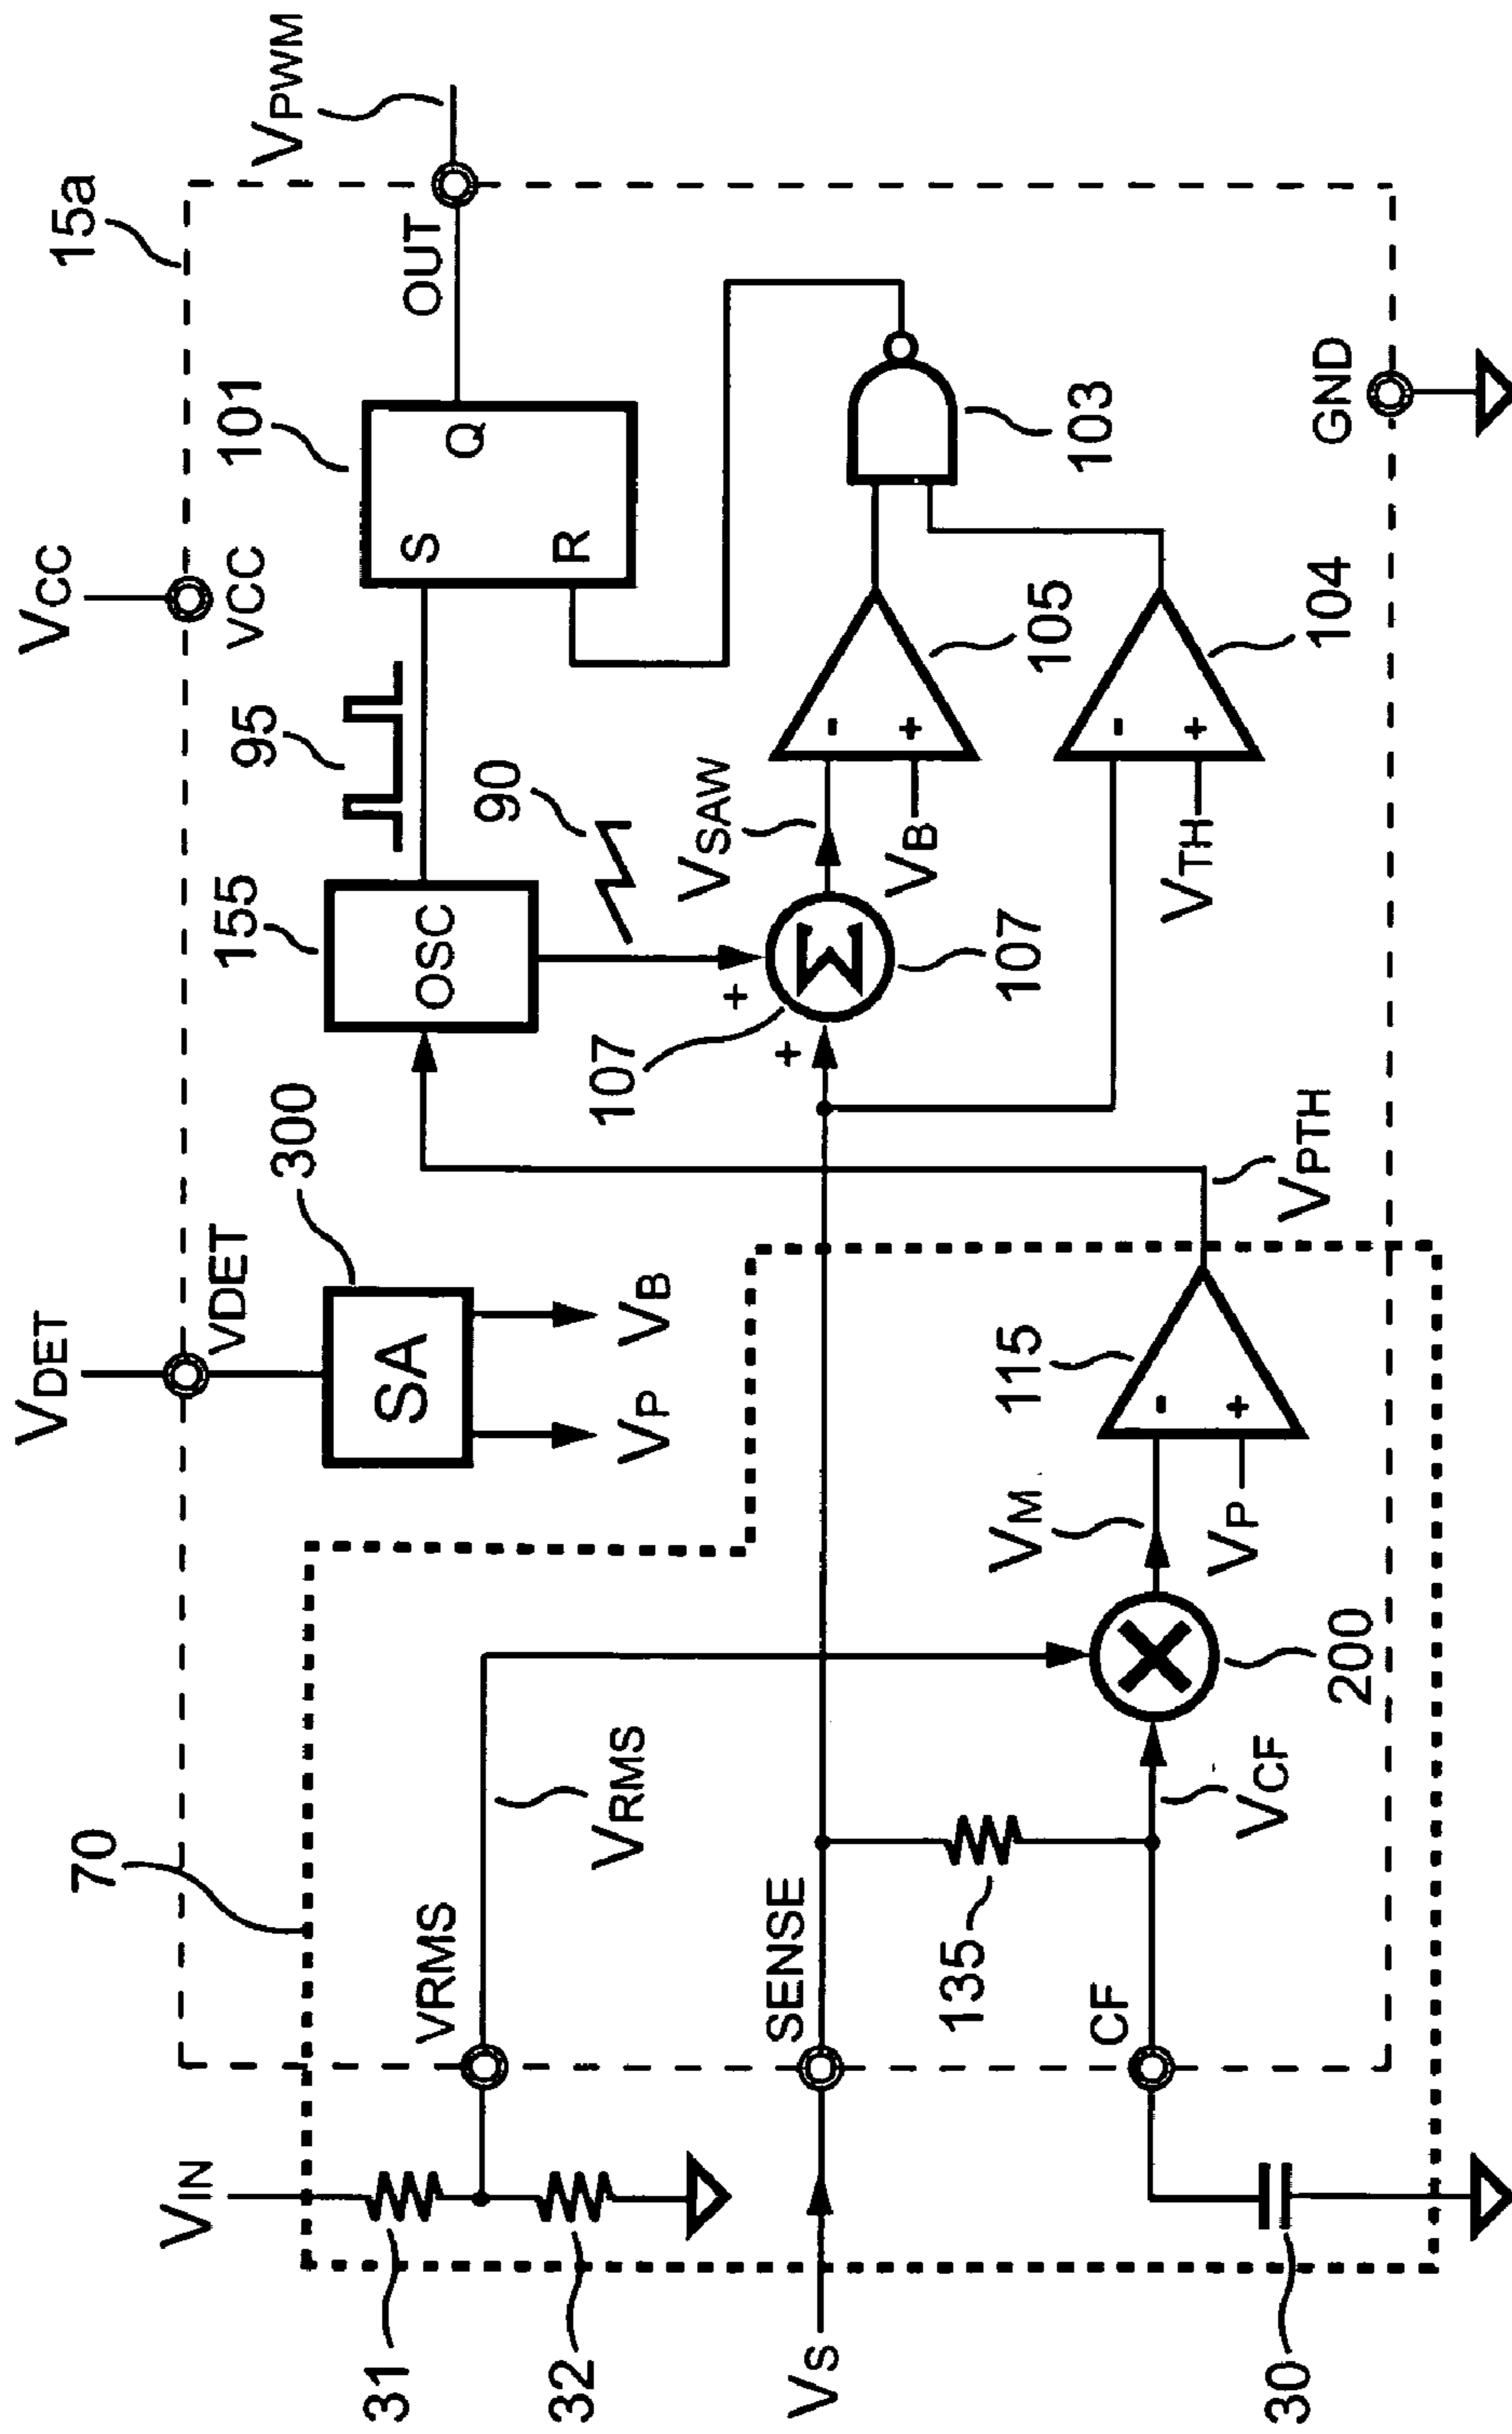 VDET
VCC
15a
VPWM
VDET
VCC
300
155
95
101
OUT
SA
OSC
S
Q
R
VP
VB
90
107
+
+
Σ
107
VSAW
-
+
VB
105
103
-
+
VTH
104
GND
70
VIN
31
32
VRMS
VRMS
VS
SENSE
135
CF
VCF
30
200
VM
VP
-
+
115
VPTH